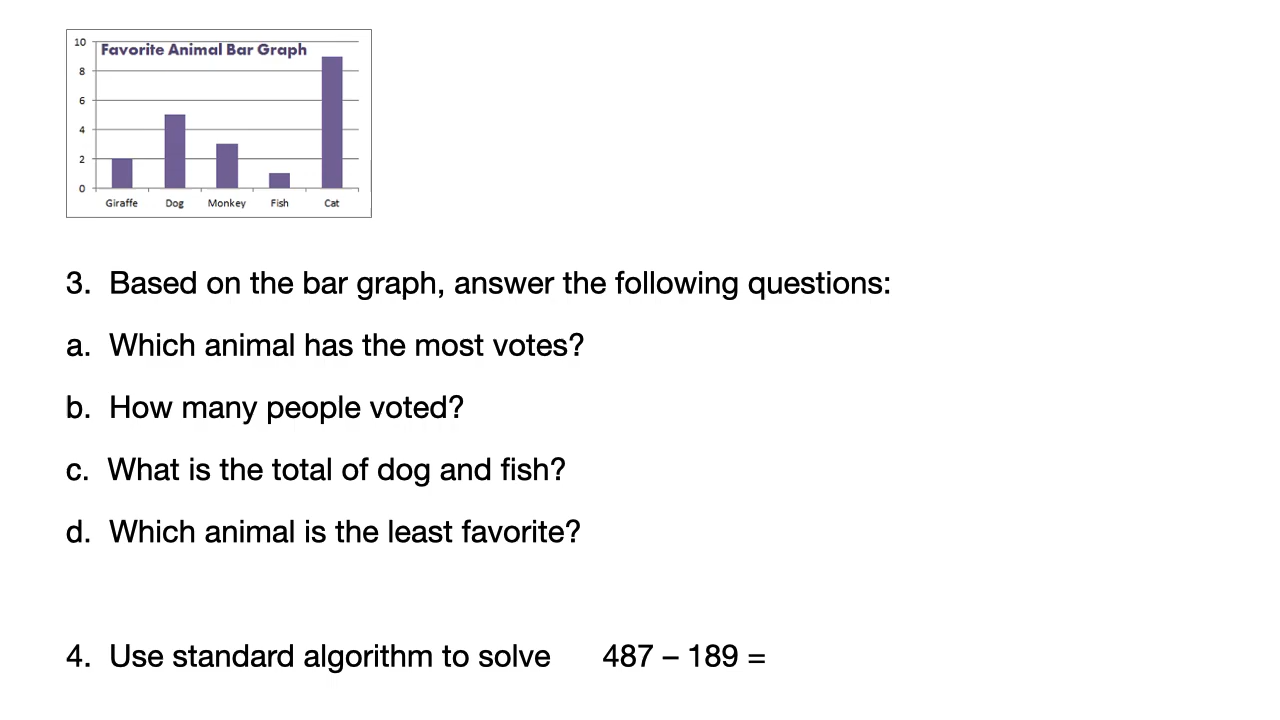 Favorite Animal Bar Graph
10
8
6
4
2
0
Giraffe Dog Monkey Fish Cat
3. Based on the bar graph, answer the following questions:
a. Which animal has the most votes?
b. How many people voted?
c. What is the total of dog and fish?
d. Which animal is the least favorite?
4. Use standard algorithm to solve 487 – 189 =